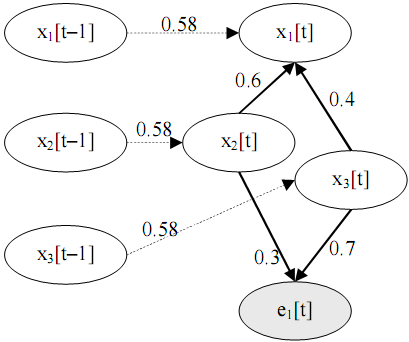 x₁[t−1]
0.58
x₁[t]
0.6
0.4
x₂[t−1]
0.58
x₂[t]
x₃[t]
x₃[t−1]
0.58
0.3
0.7
e₁[t]